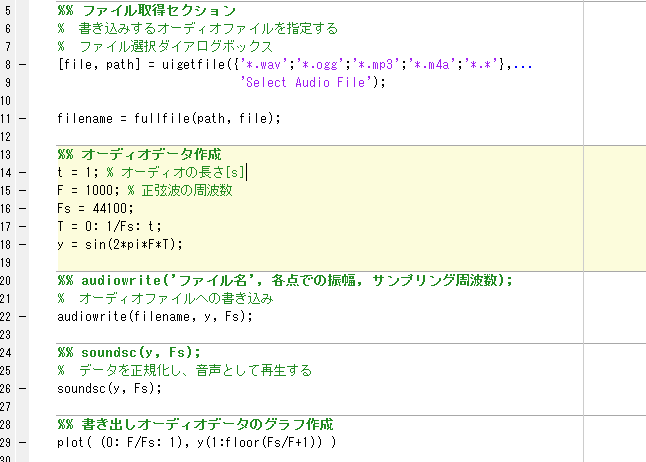 5 %% ファイル取得セクション
6 % 書き込みするオーディオファイルを指定する
7 % ファイル選択ダイアログボックス
8 — [file, path] = uigetfile({'*.wav';'*.ogg';'*.mp3';'*.m4a';'*.*'},...
9 'Select Audio File');
10
11 — filename = fullfile(path, file);
12
13 %% オーディオデータ作成
14 — t = 1; % オーディオの長さ[s]
15 — F = 1000; % 正弦波の周波数
16 — Fs = 44100;
17 — T = 0: 1/Fs: t;
18 — y = sin(2*pi*F*T);
19
20 %% audiowrite('ファイル名', 各点での振幅, サンプリング周波数);
21 % オーディオファイルへの書き込み
22 — audiowrite(filename, y, Fs);
23
24 %% soundsc(y, Fs);
25 % データを正規化し、音声として再生する
26 — soundsc(y, Fs);
27
28 %% 書き出しオーディオデータのグラフ作成
29 — plot( (0: F/Fs: 1), y(1:floor(Fs/F+1)) )
30